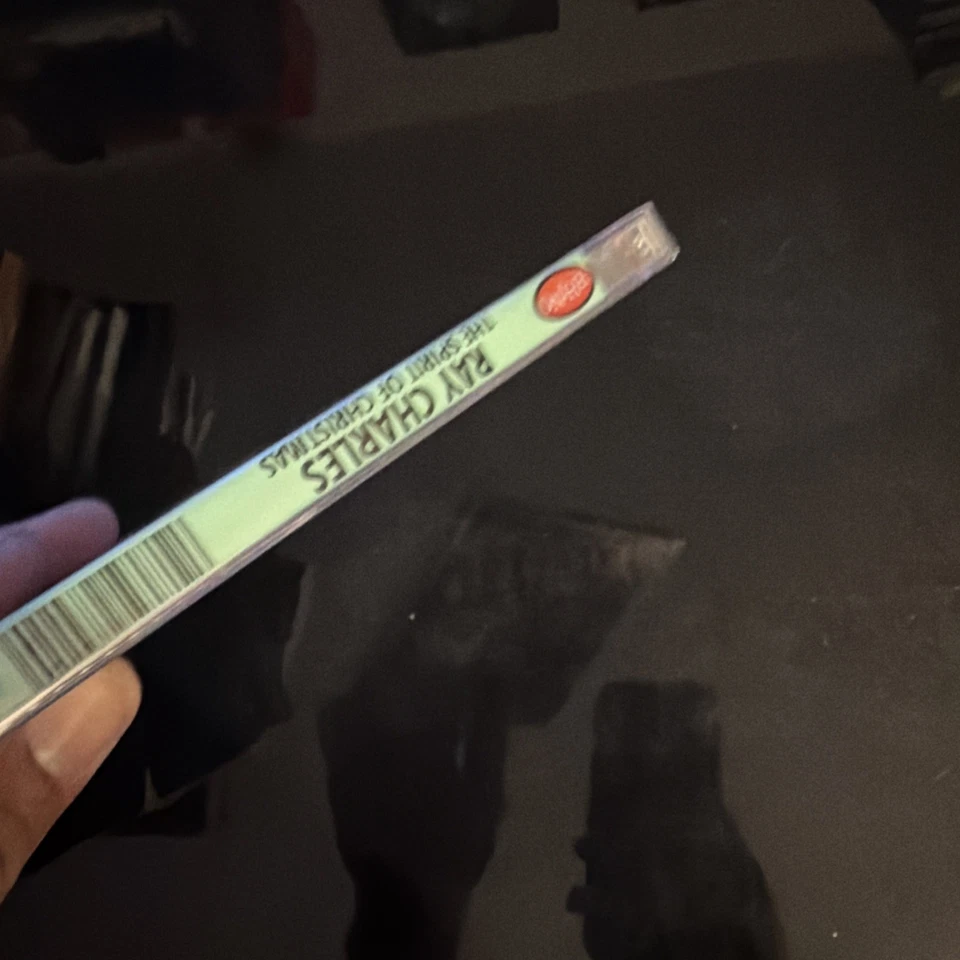 RAY CHARLES
THE SPIRIT OF CHRISTMAS